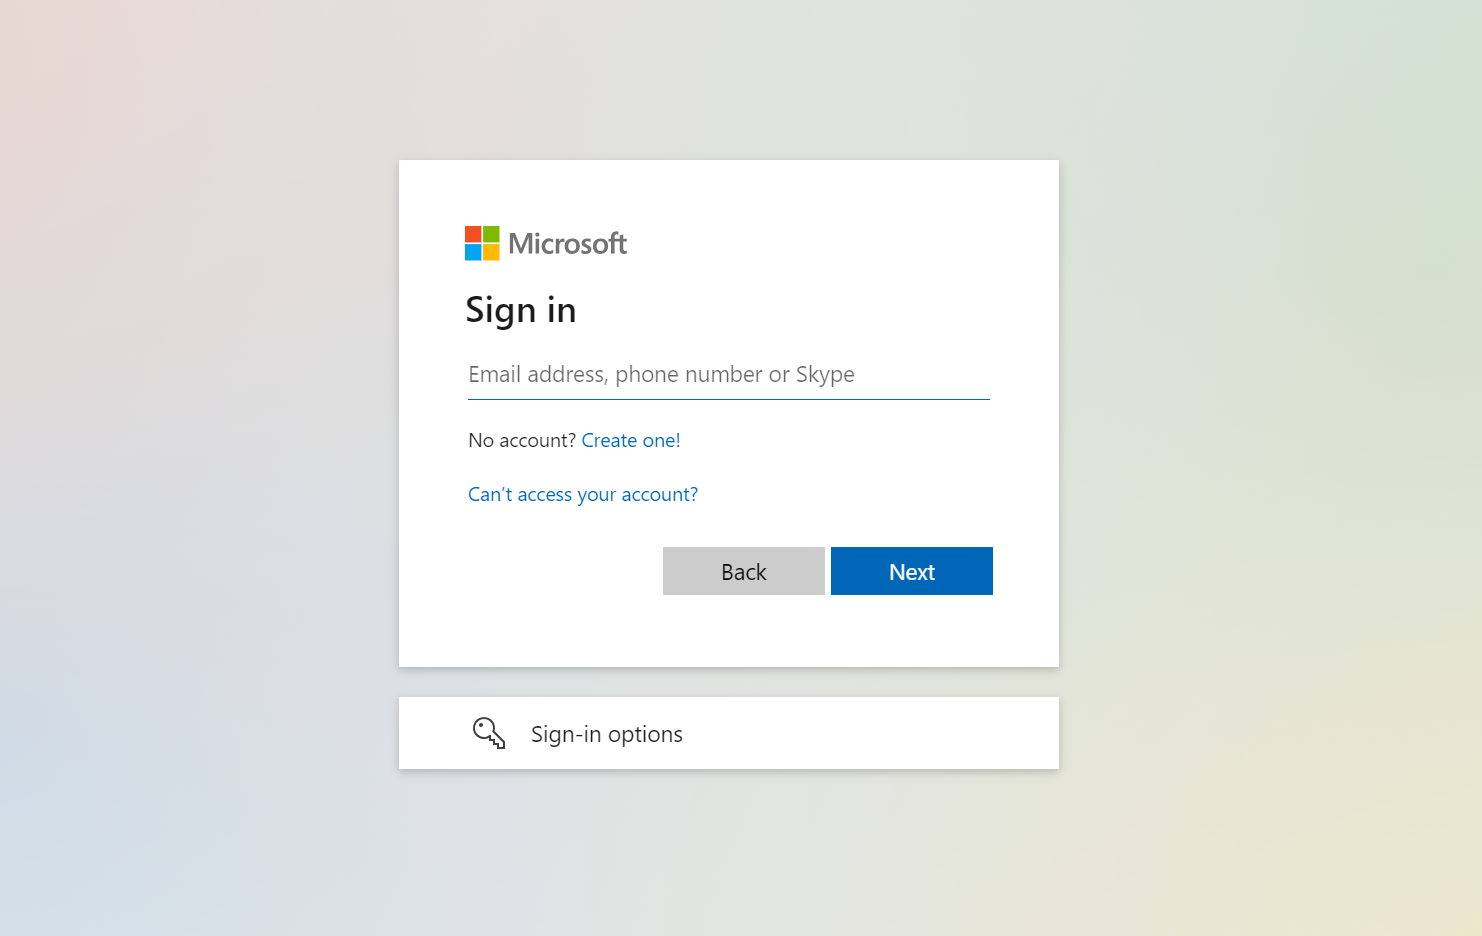 Microsoft
Sign in
Email address, phone number or Skype
No account? Create one!
Can’t access your account?
Back
Next
Sign-in options